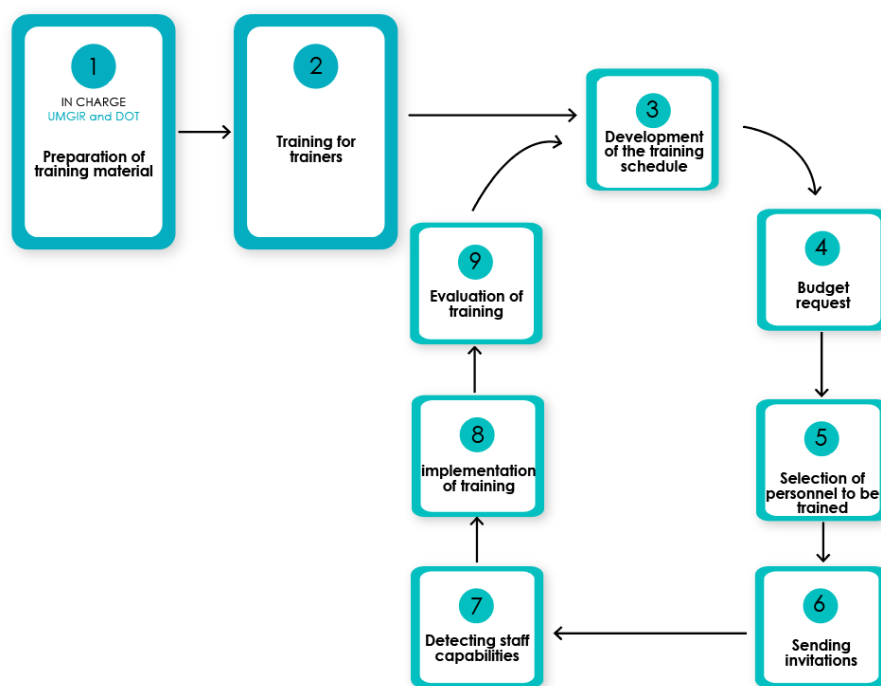 1
IN CHARGE
UMGIR and DOT
Preparation of
training material
2
Training for
trainers
3
Development
of the training
schedule
4
Budget
request
5
Selection of
personnel to be
trained
6
Sending
invitations
7
Detecting staff
capabilities
8
implementation
of training
9
Evaluation of
training